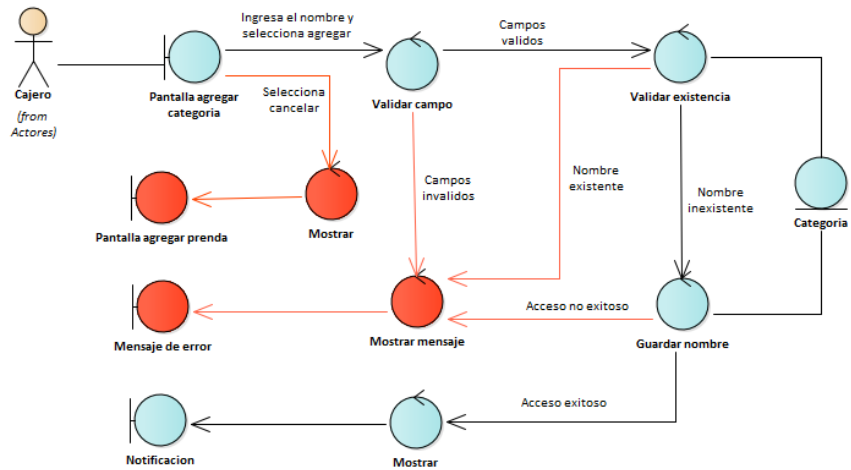 Ingresa el nombre y
selecciona agregar
Campos
validos
Cajero
(from
Actores)
Pantalla agregar
categoria
Selecciona
cancelar
Validar campo
Validar existencia
Campos
invalidos
Nombre
existente
Nombre
inexistente
Categoria
Pantalla agregar prenda
Mostrar
Acceso no exitoso
Mensaje de error
Mostrar mensaje
Guardar nombre
Acceso exitoso
Notificacion
Mostrar